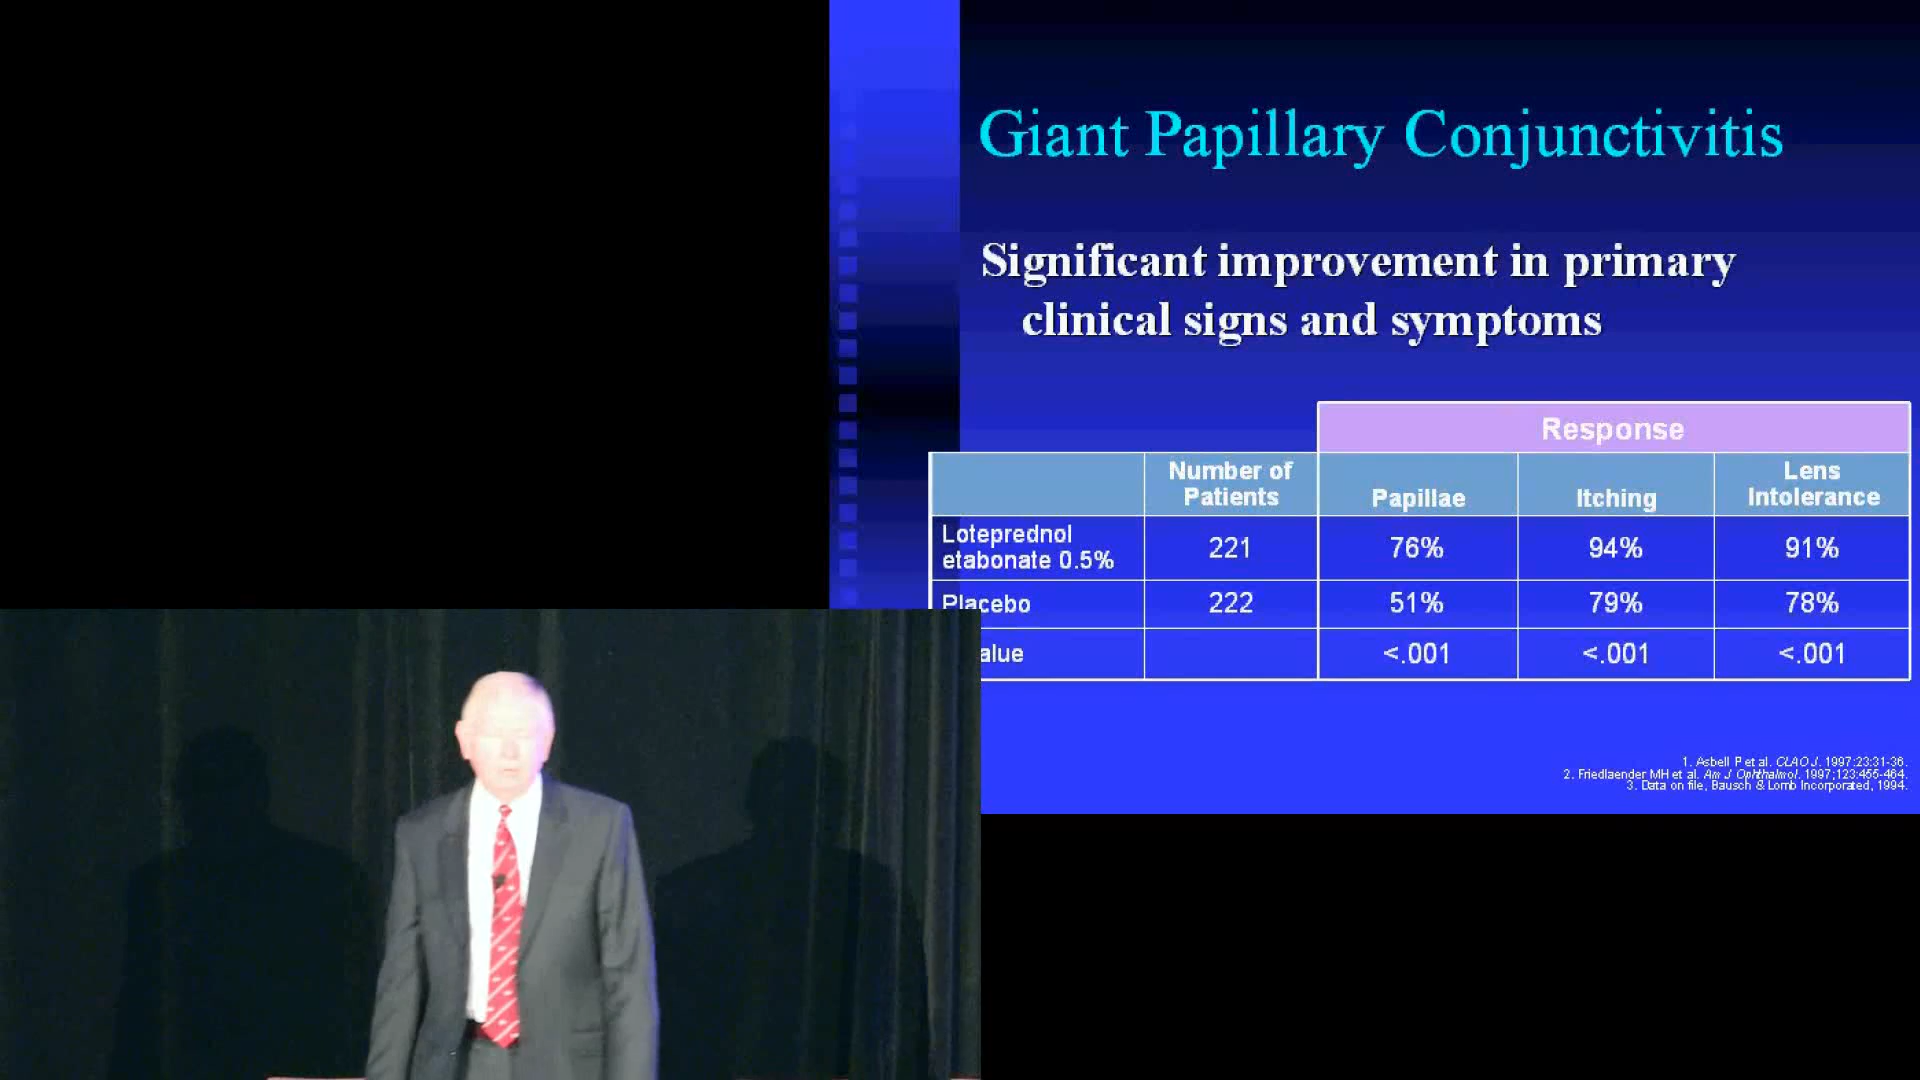 Giant Papillary Conjunctivitis
Significant improvement in primary
clinical signs and symptoms
Response
Number of Patients Papillae Itching Lens Intolerance
Loteprednol etabonate 0.5% 221 76% 94% 91%
Placebo 222 51% 79% 78%
alue <.001 <.001 <.001
1. Asbell P et al. CLAO J. 1997;23:31-36.
2. Friedlaender MH et al. Am J Ophthalmol. 1997;123:455-464.
3. Data on file, Bausch & Lomb Incorporated, 1994.